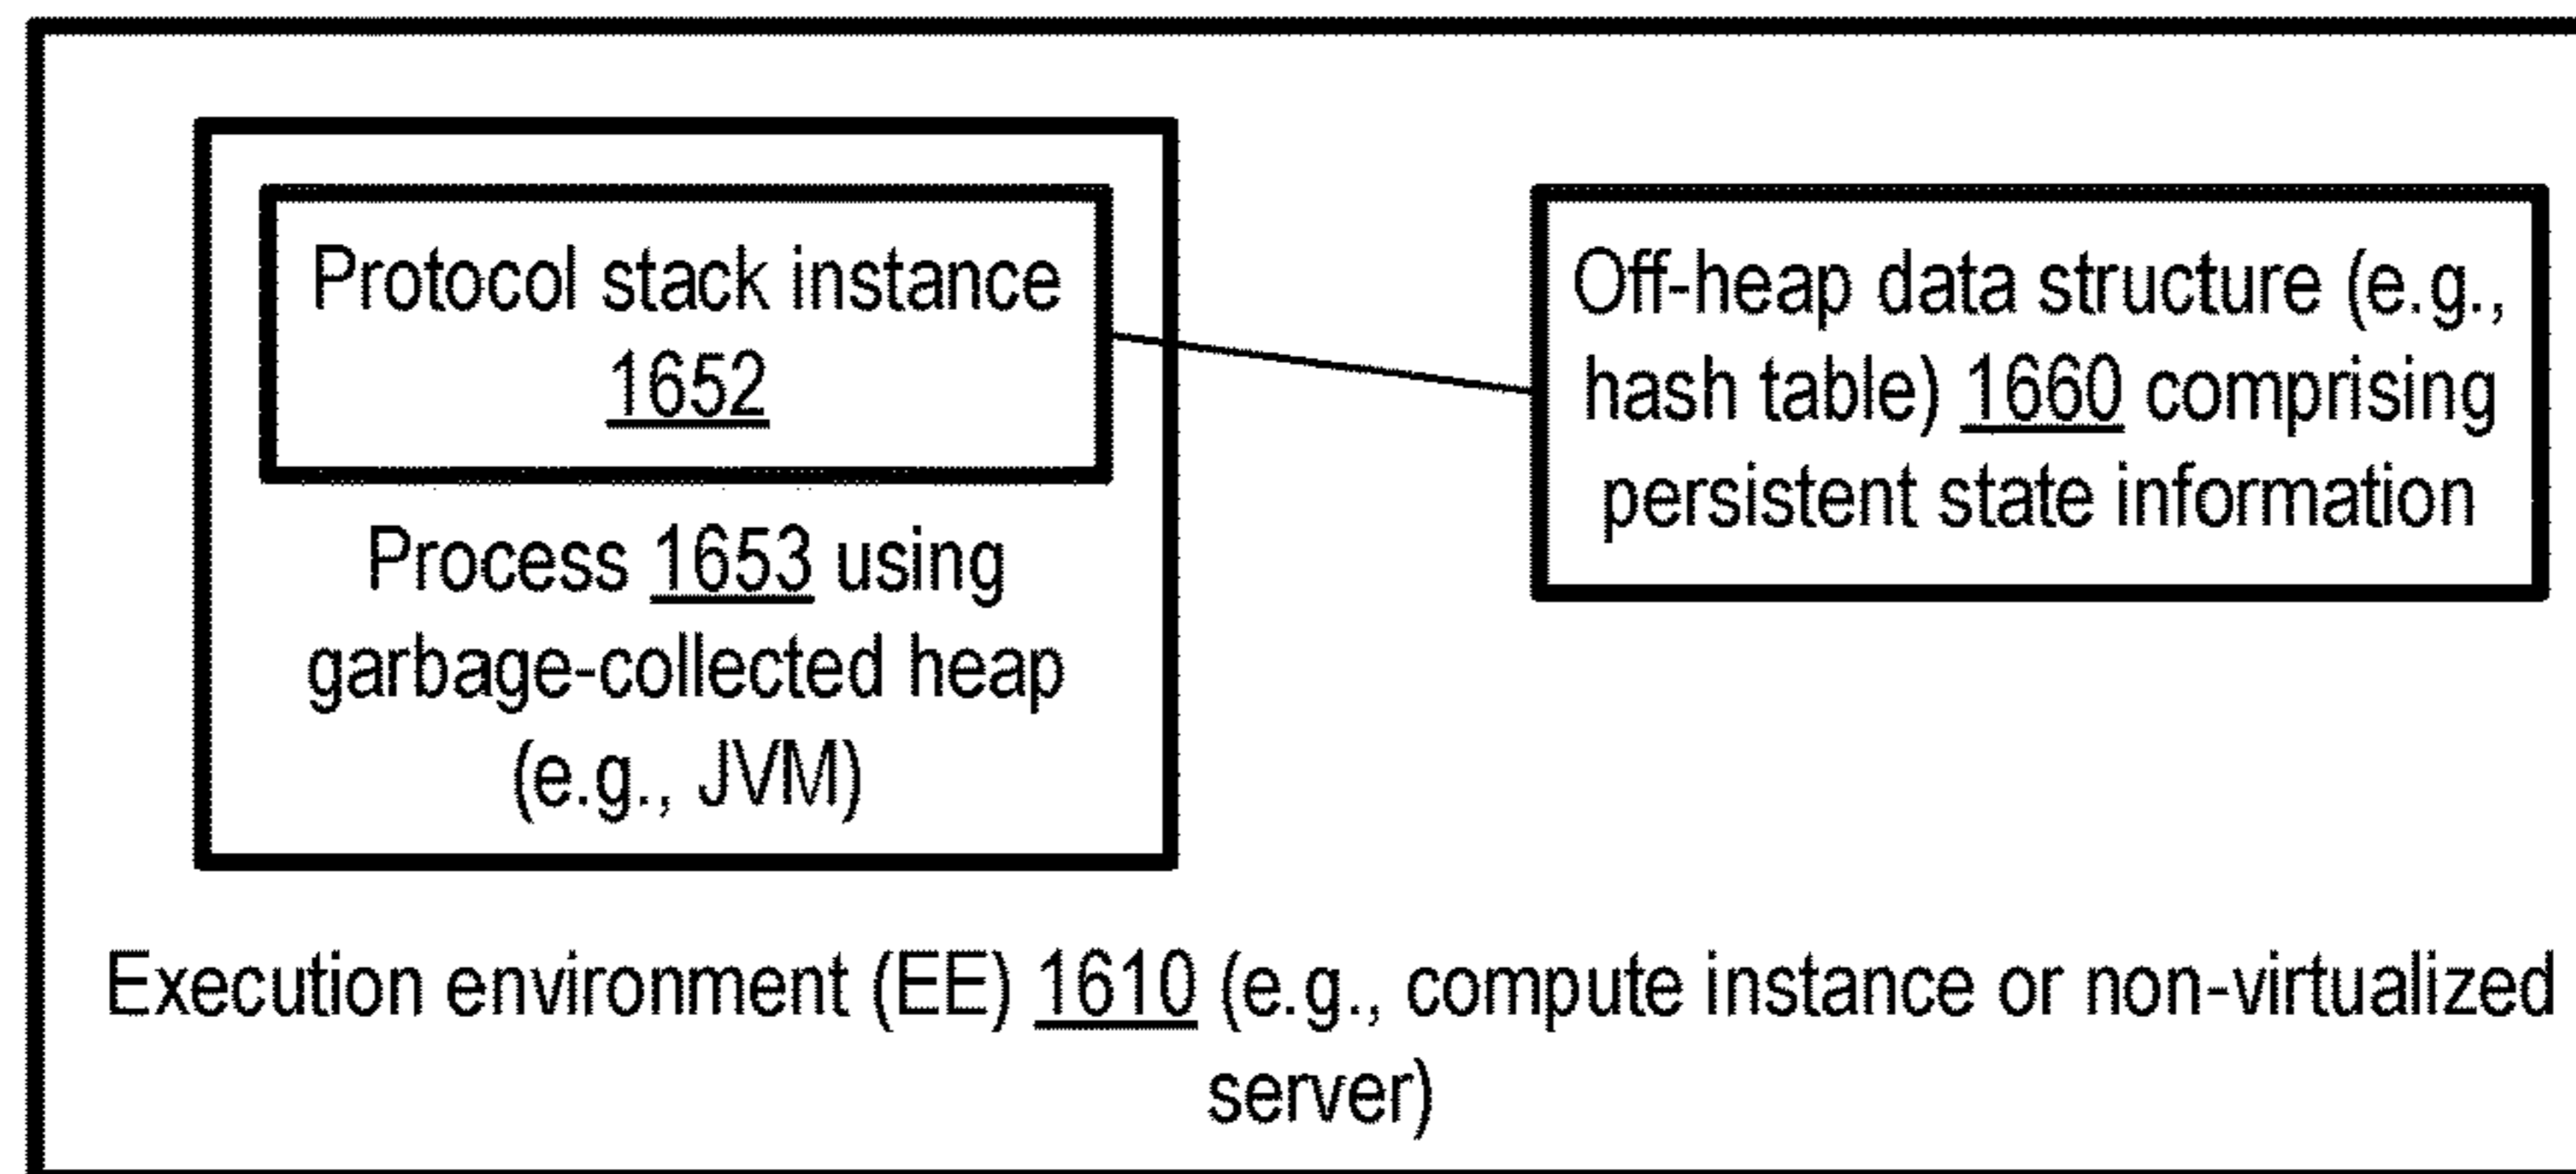 Protocol stack instance
1652
Process 1653 using
garbage-collected heap
(e.g., JVM)
Off-heap data structure (e.g.,
hash table) 1660 comprising
persistent state information
Execution environment (EE) 1610 (e.g., compute instance or non-virtualized
server)